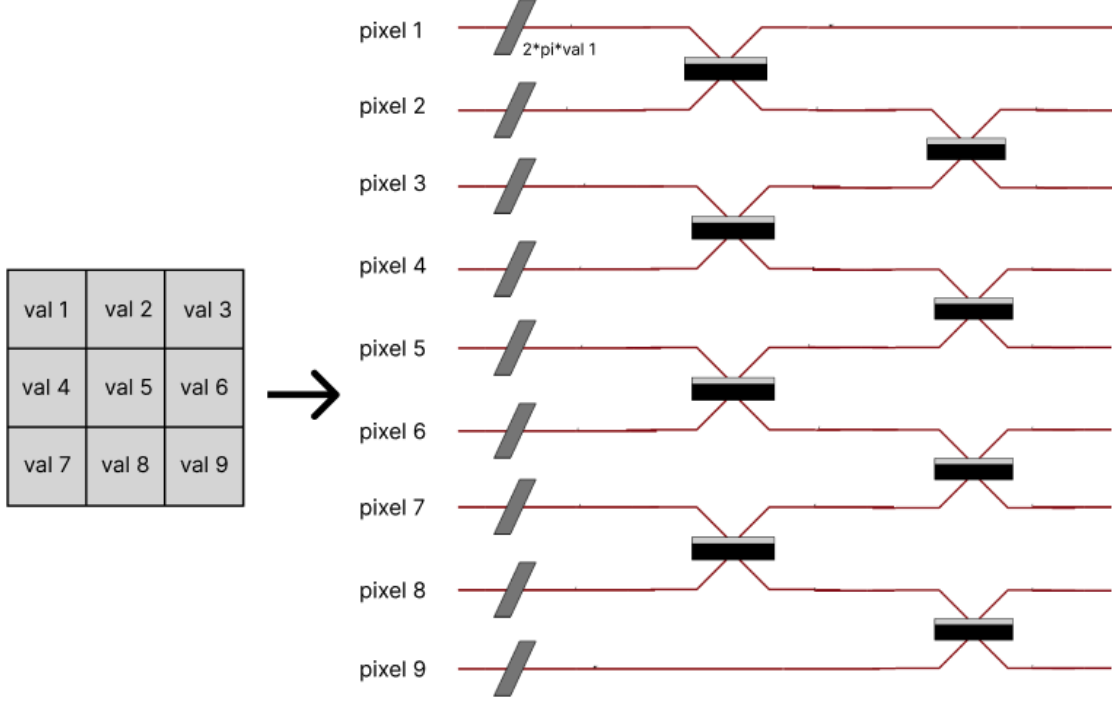 pixel 1
2*pi*val 1
pixel 2
pixel 3
pixel 4
val 1 val 2 val 3
pixel 5
val 4 val 5 val 6
pixel 6
val 7 val 8 val 9
pixel 7
pixel 8
pixel 9